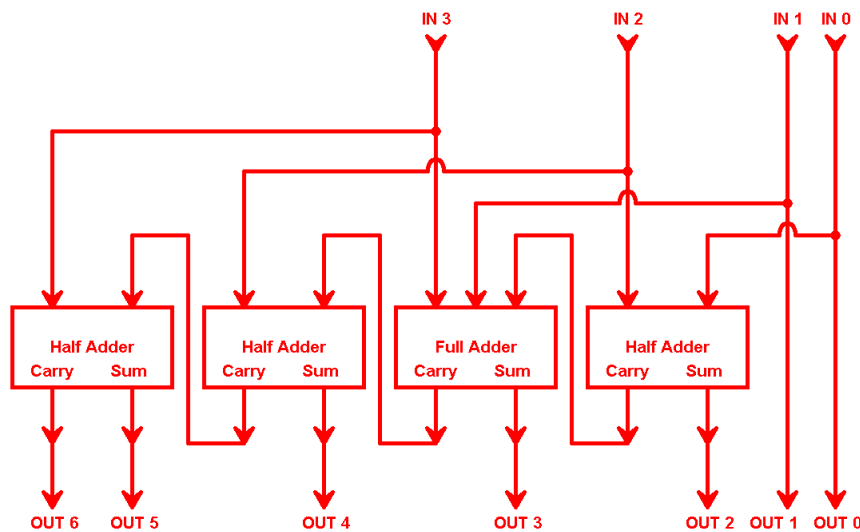 IN 3 IN 2 IN 1 IN 0
Half Adder Half Adder Full Adder Half Adder
Carry Sum Carry Sum Carry Sum Carry Sum
OUT 6 OUT 5 OUT 4 OUT 3 OUT 2 OUT 1 OUT 0